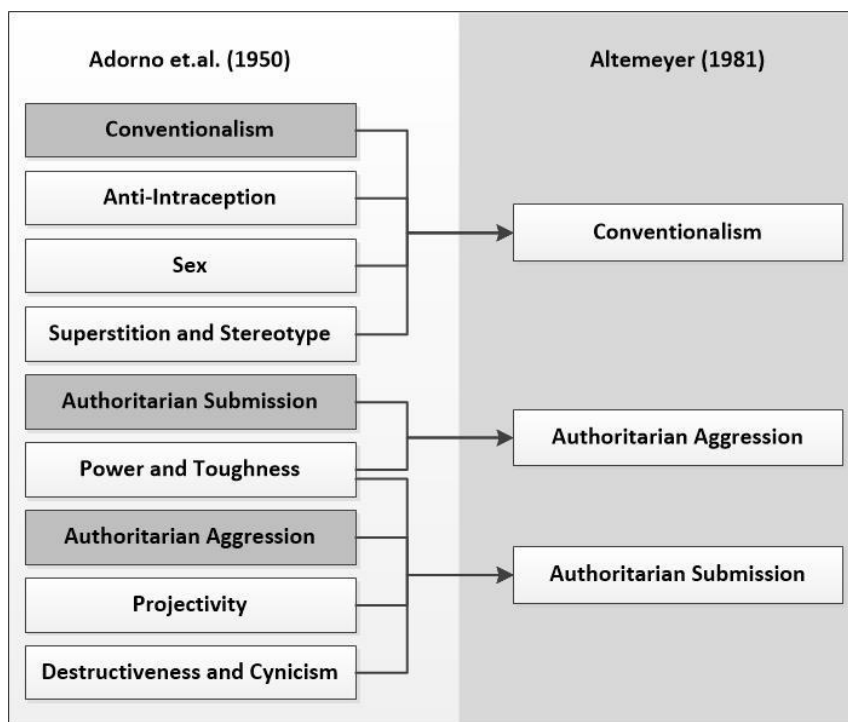 Adorno et.al. (1950)
Conventionalism
Anti-Intraception
Sex
Superstition and Stereotype
Authoritarian Submission
Power and Toughness
Authoritarian Aggression
Projectivity
Destructiveness and Cynicism
Altemeyer (1981)
Conventionalism
Authoritarian Aggression
Authoritarian Submission